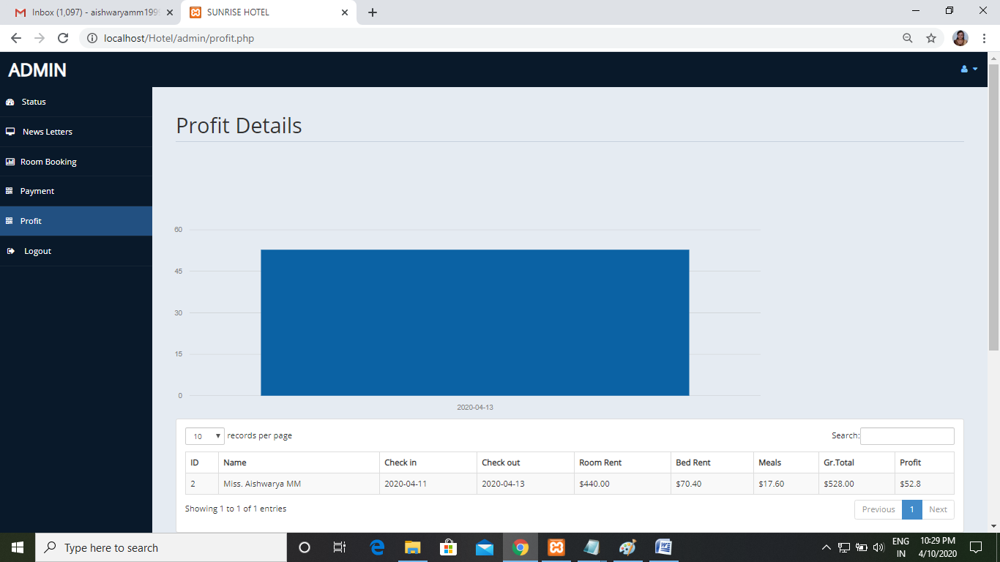 Inbox (1,097) - aishwaryamm199
SUNRISE HOTEL
localhost/Hotel/admin/profit.php
ADMIN
Status
News Letters
Room Booking
Payment
Profit
Logout
Profit Details
60
45
30
15
0
2020-04-13
10 records per page
Search:
ID Name Check in Check out Room Rent Bed Rent Meals Gr.Total Profit
2 Miss. Aishwarya MM 2020-04-11 2020-04-13 $440.00 $70.40 $17.60 $528.00 $52.8
Showing 1 to 1 of 1 entries
Previous 1 Next
Type here to search
ENG
IN
10:29 PM
4/10/2020